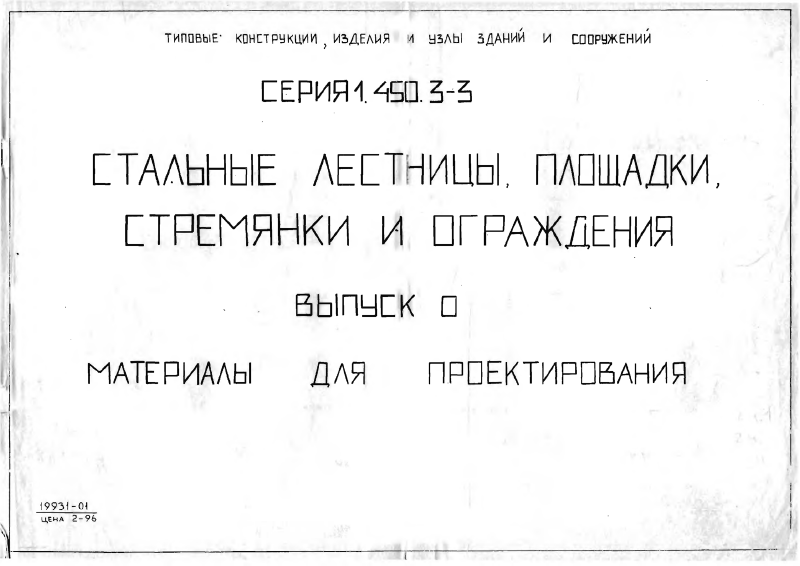 ТИПОВЫЕ КОНСТРУКЦИИ, ИЗДЕЛИЯ И УЗЛЫ ЗДАНИЙ И СООРУЖЕНИЙ
СЕРИЯ 1.450.3-3
СТАЛЬНЫЕ ЛЕСТНИЦЫ, ПЛОЩАДКИ,
СТРЕМЯНКИ И ОГРАЖДЕНИЯ
ВЫПУСК 0
МАТЕРИАЛЫ ДЛЯ ПРОЕКТИРОВАНИЯ
19931-01
ЦЕНА 2-96